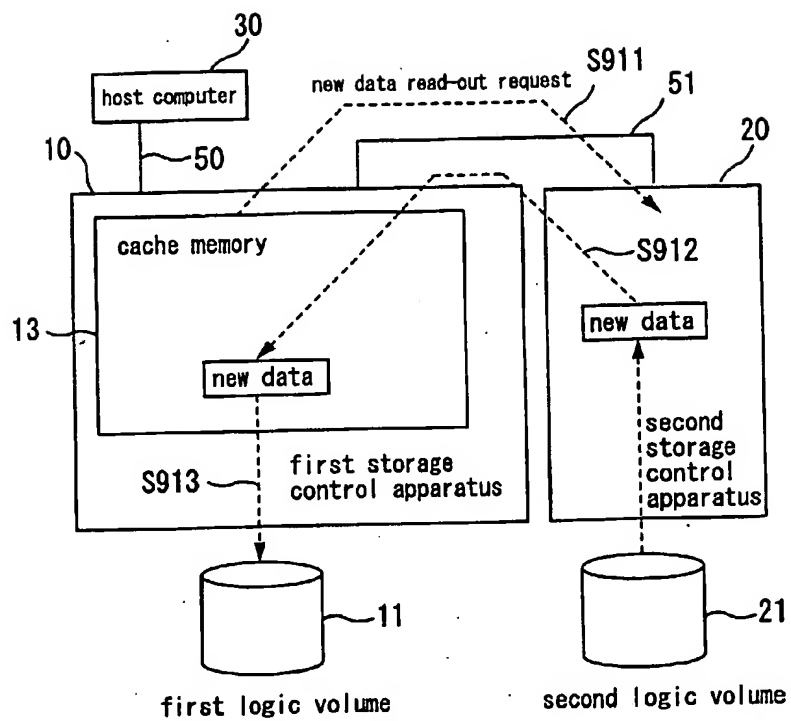 30
host computer
new data read-out request
S911
51
20
10
50
cache memory
S912
13
new data
new data
second
storage
control
apparatus
first storage
control apparatus
S913
11
21
first logic volume
second logic volume